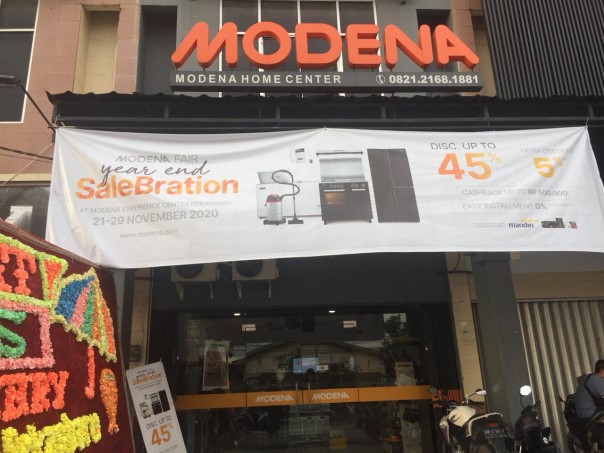 MODENA
MODENA HOME CENTER 0821.2168.1881
MODENA FAIR
year end
SaleBration
AT MODENA EXPERIENCE CENTER PEKANBARU
21-29 NOVEMBER 2020
www.modena.com
DISC. UP TO
45%
EXTRA DISCOUNT
5%
CASHBACK UP TO RP 500.000
EASY INSTALLMENT 0%
mandiri
MODENA
MODENA
SaleBration
DISC. UP TO
45%